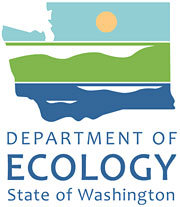 DEPARTMENT OF
ECOLOGY
State of Washington